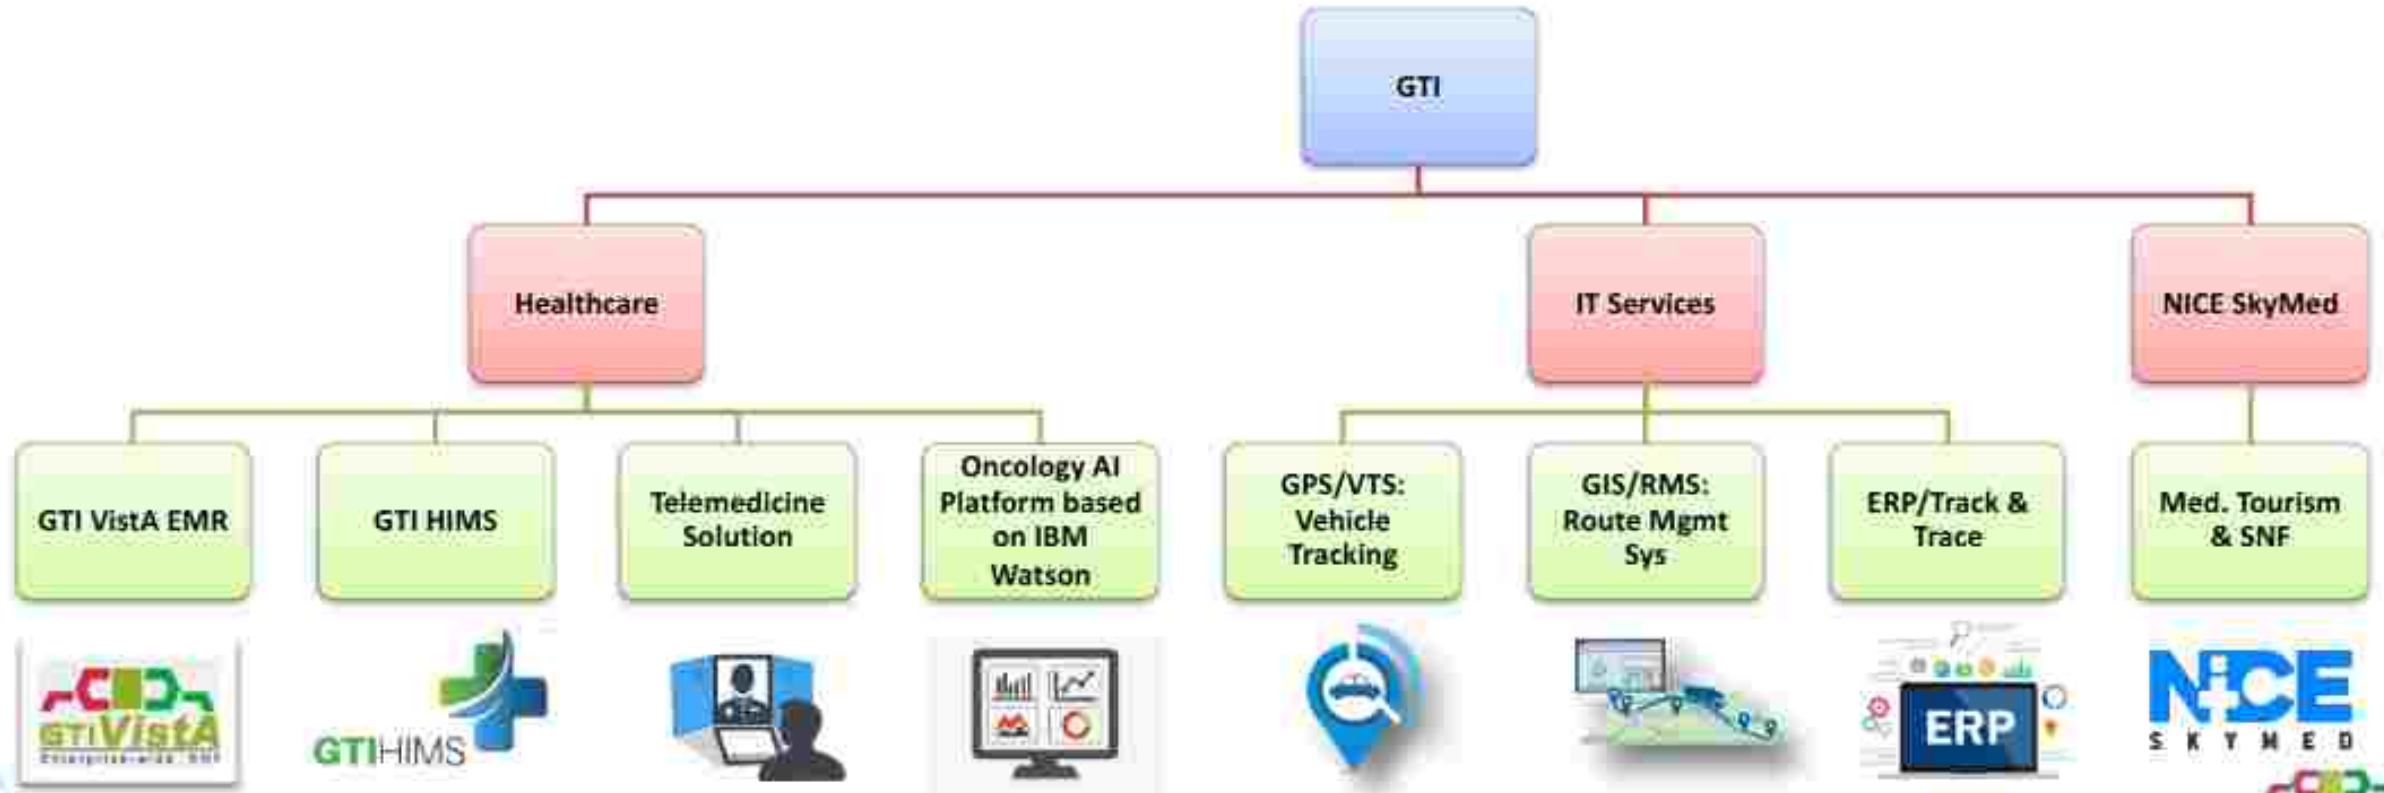 GTI
Healthcare
IT Services
NICE SkyMed
GTI VistA EMR
GTI HIMS
Telemedicine
Solution
Oncology AI
Platform based
on IBM
Watson
GPS/VTS:
Vehicle
Tracking
GIS/RMS:
Route Mgmt
Sys
ERP/Track &
Trace
Med. Tourism
& SNF
GTiVistA
GTIHIMS
ERP
NiCE
SKYMED